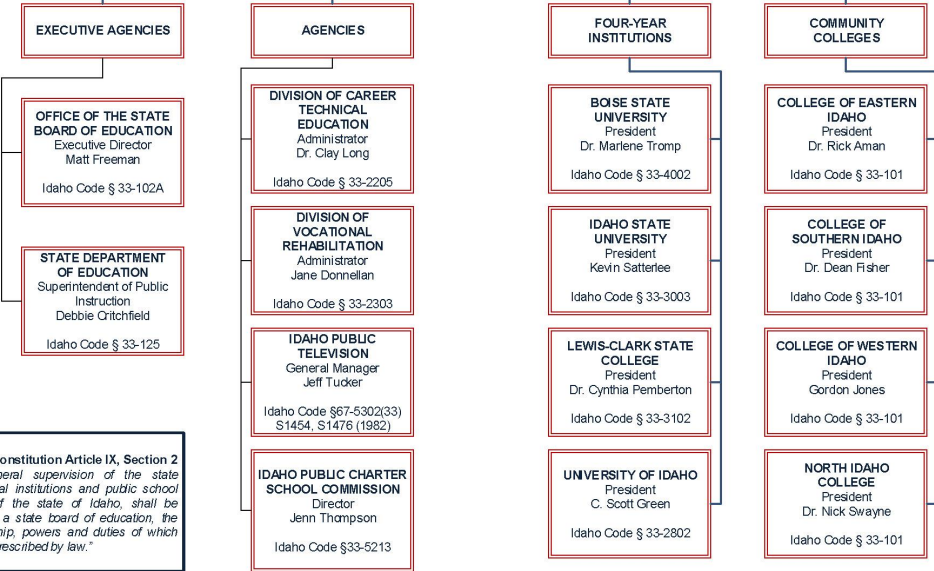 EXECUTIVE AGENCIES
OFFICE OF THE STATE
BOARD OF EDUCATION
Executive Director
Matt Freeman
Idaho Code § 33-102A
STATE DEPARTMENT
OF EDUCATION
Superintendent of Public
Instruction
Debbie Critchfield
Idaho Code § 33-125
onstitution Article IX, Section 2
neral supervision of the state
al institutions and public school
f the state of Idaho, shall be
a state board of education, the
hip, powers and duties of which
rescribed by law."
AGENCIES
DIVISION OF CAREER
TECHNICAL
EDUCATION
Administrator
Dr. Clay Long
Idaho Code § 33-2205
DIVISION OF
VOCATIONAL
REHABILITATION
Administrator
Jane Donnellan
Idaho Code § 33-2303
IDAHO PUBLIC
TELEVISION
General Manager
Jeff Tucker
Idaho Code §67-5302(33)
S1454, S1476 (1982)
IDAHO PUBLIC CHARTER
SCHOOL COMMISSION
Director
Jenn Thompson
Idaho Code §33-5213
FOUR-YEAR
INSTITUTIONS
BOISE STATE
UNIVERSITY
President
Dr. Marlene Tromp
Idaho Code § 33-4002
IDAHO STATE
UNIVERSITY
President
Kevin Satterlee
Idaho Code § 33-3003
LEWIS-CLARK STATE
COLLEGE
President
Dr. Cynthia Pemberton
Idaho Code § 33-3102
UNIVERSITY OF IDAHO
President
C. Scott Green
Idaho Code § 33-2802
COMMUNITY
COLLEGES
COLLEGE OF EASTERN
IDAHO
President
Dr. Rick Aman
Idaho Code § 33-101
COLLEGE OF
SOUTHERN IDAHO
President
Dr. Dean Fisher
Idaho Code § 33-101
COLLEGE OF WESTERN
IDAHO
President
Gordon Jones
Idaho Code § 33-101
NORTH IDAHO
COLLEGE
President
Dr. Nick Swayne
Idaho Code § 33-101